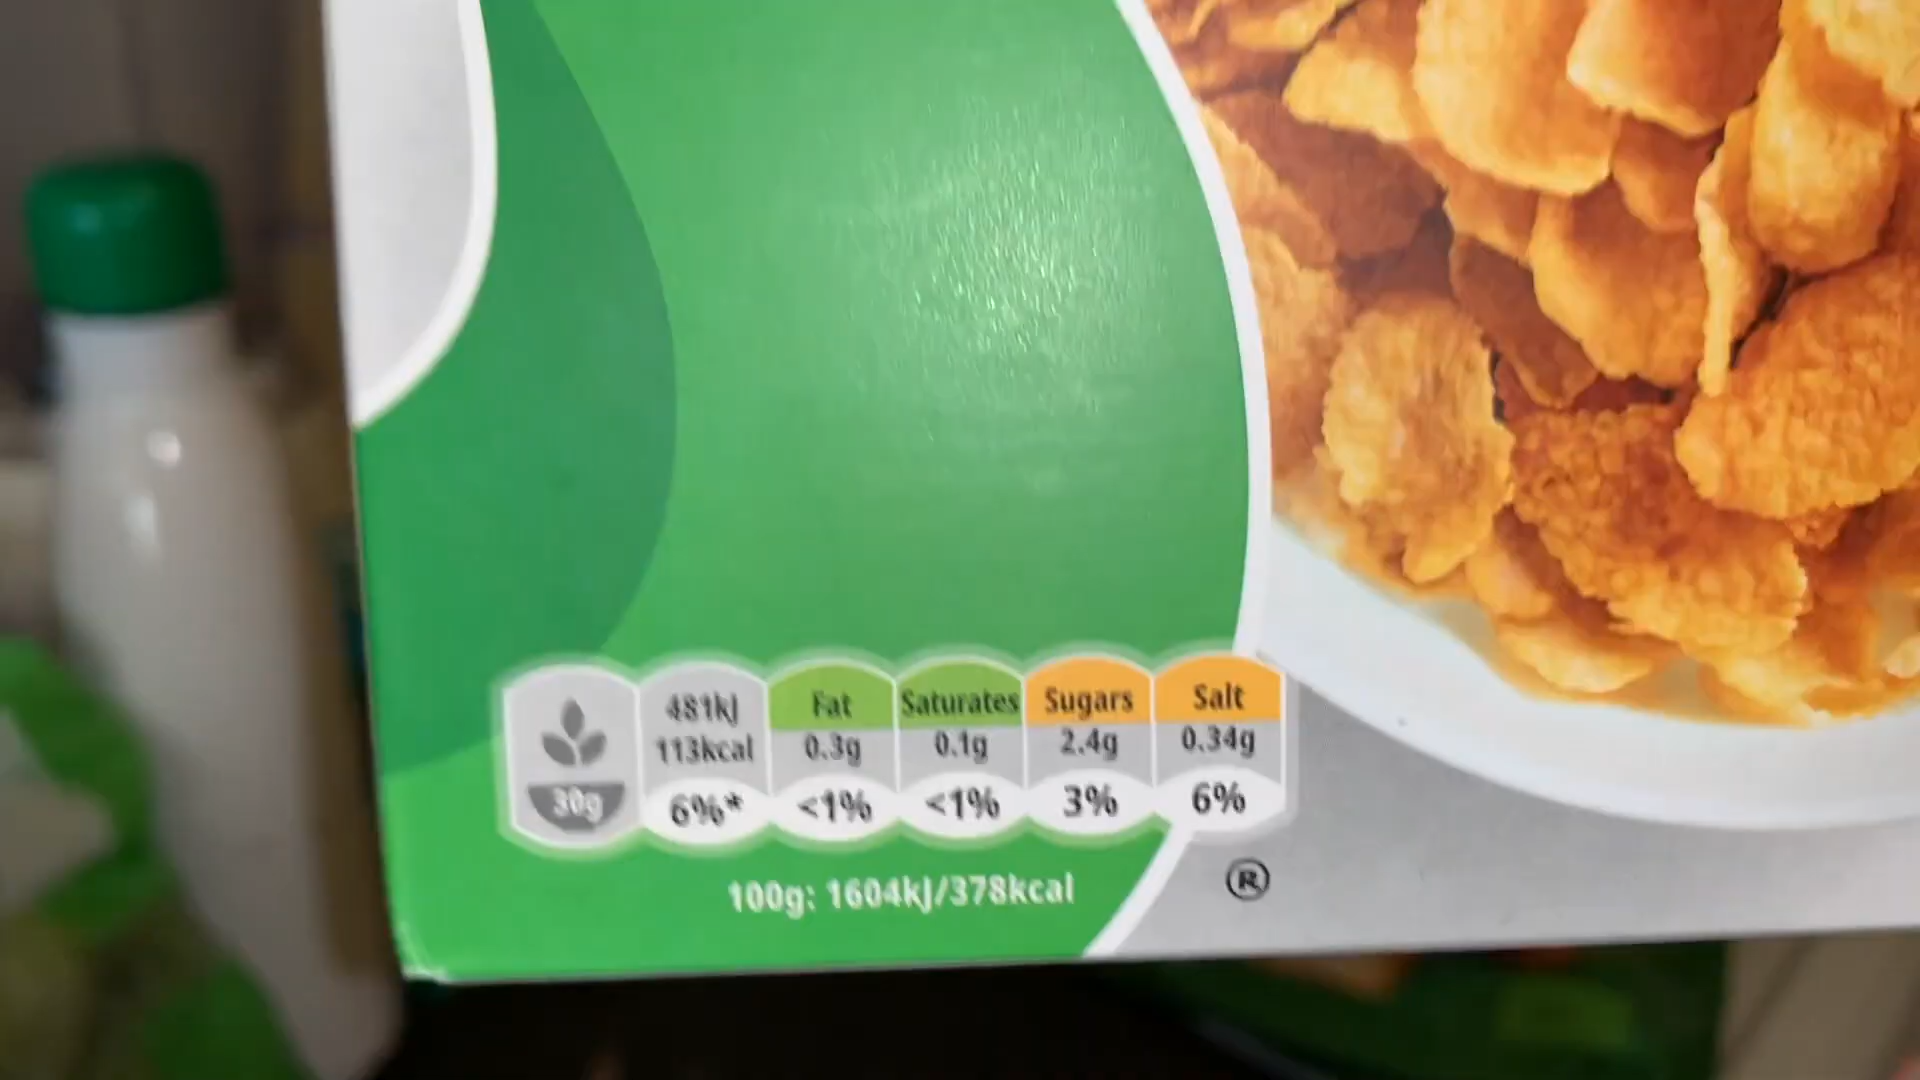 481kJ
113kcal
6%*
Fat
0.3g
<1%
Saturates
0.1g
<1%
Sugars
2.4g
3%
Salt
0.34g
6%
30g
100g: 1604kJ/378kcal
®